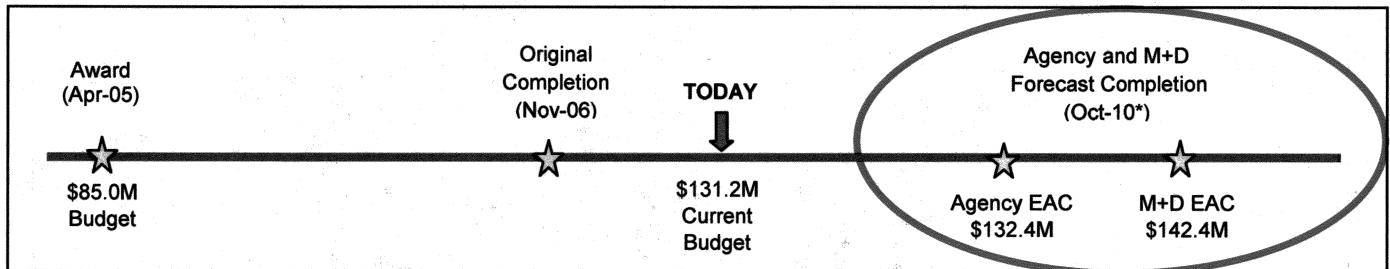 Award
(Apr-05)
$85.0M
Budget
Original
Completion
(Nov-06)
TODAY
$131.2M
Current
Budget
Agency and M+D
Forecast Completion
(Oct-10*)
Agency EAC
$132.4M
M+D EAC
$142.4M